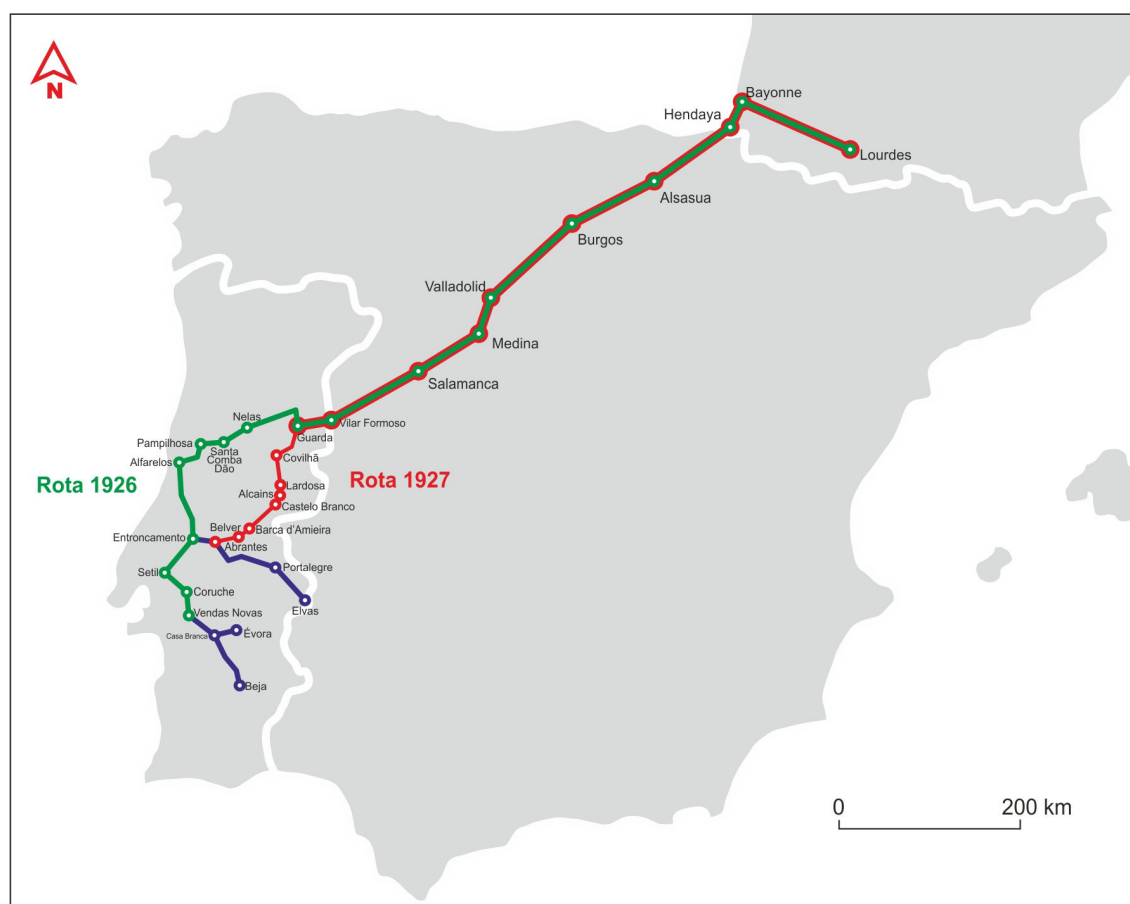 N
Bayonne
Hendaya
Lourdes
Alsasua
Burgos
Valladolid
Medina
Salamanca
Nelas
Vilar Formoso
Guarda
Pampilhosa
Santa
Comba
Dão
Alfarelos
Covilhã
Rota 1926
Rota 1927
Lardosa
Alcains
Castelo Branco
Belver
Barca d'Amieira
Entroncamento
Abrantes
Portalegre
Setil
Coruche
Elvas
Vendas Novas
Casa Branca
Évora
Beja
0 200 km